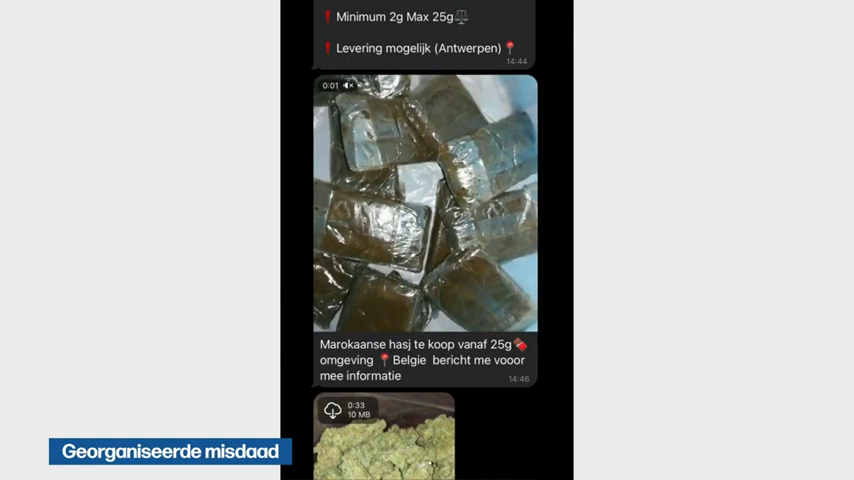 ❗ Minimum 2g Max 25g⚖️
❗ Levering mogelijk (Antwerpen)📍
14:44
0:01
Marokaanse hasj te koop vanaf 25g🍫
omgeving 📍Belgie bericht me vooor
mee informatie
14:46
0:33
10 MB
Georganiseerde misdaad